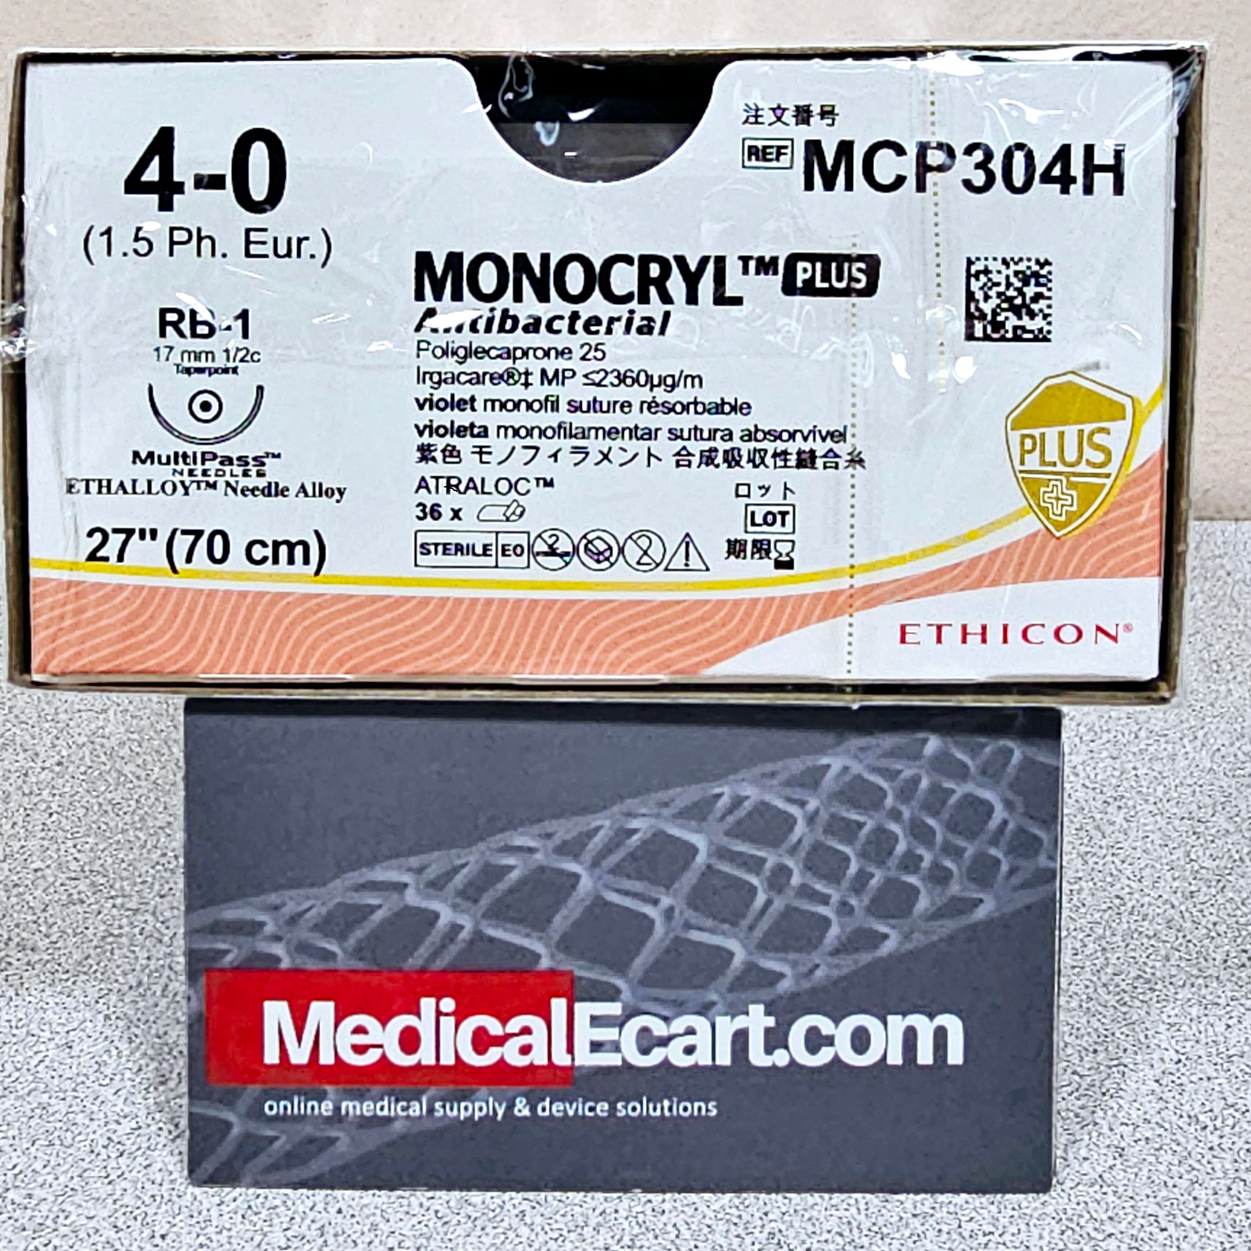 4-0
(1.5 Ph. Eur.)
RB-1
17 mm 1/2c
Taperpoint
MultiPass™
NEEDLES
ETHALLOY™ Needle Alloy
27" (70 cm)
注文番号
REF MCP304H
MONOCRYL™ PLUS
Antibacterial
Poliglecaprone 25
Irgacare®‡ MP ≤2360µg/m
violet monofil suture résorbable
violeta monofilamentar sutura absorvível
紫色 モノフィラメント 合成吸収性縫合糸
ATRALOC™
36 x
STERILE EO
2
2
ロット
LOT
期限
PLUS
ETHICON®
MedicalEcart.com
online medical supply & device solutions